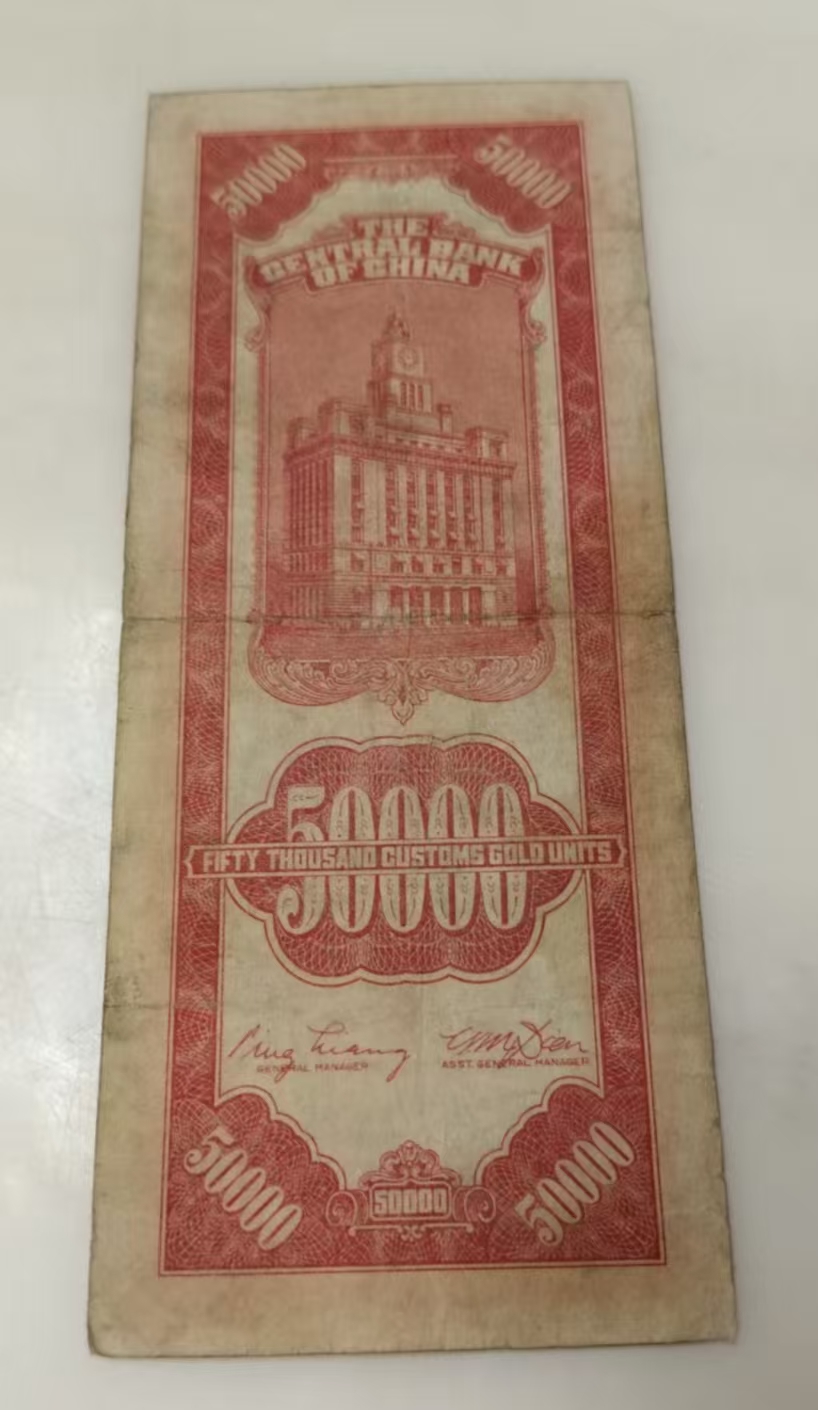 50000
50000
THE
CENTRAL BANK
OF CHINA
50000
FIFTY THOUSAND CUSTOMS GOLD UNITS
GENERAL MANAGER
ASST. GENERAL MANAGER
50000
50000
50000